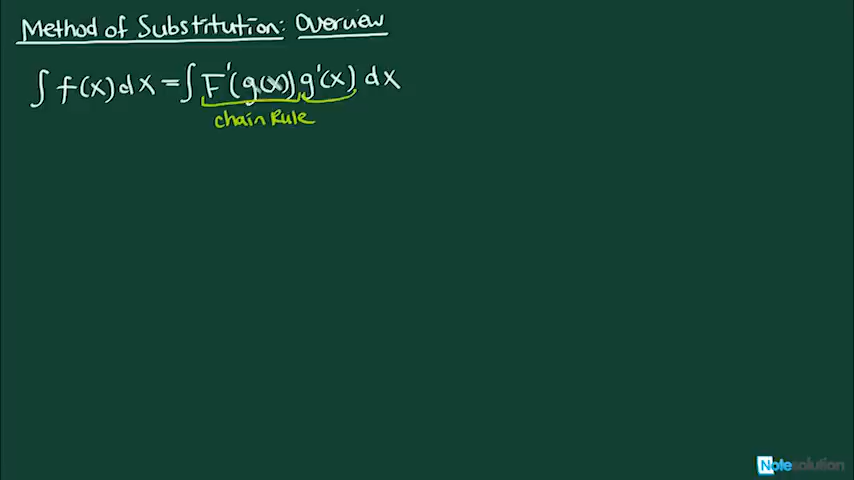 Method of Substitution: Overview
∫ f(x) dx = ∫ F'(g(x)) g'(x) dx
chain Rule
Notesolution